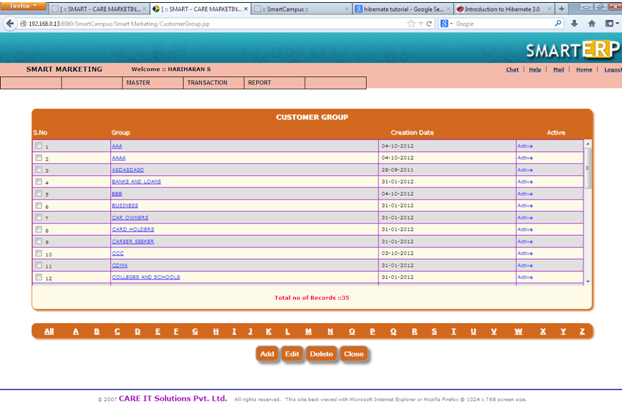 Firefox
[ :: SMART - CARE MARKETIN... [ :: SMART - CARE MARKETIN... :: SmartCampus :: hibernate tutorial - Google Se... Introduction to Hibernate 3.0
192.168.0.13:8080/SmartCampus/Smart Marketing/CustomerGroup.jsp Google
SMARTERP
SMART MARKETING Welcome :: HARIHARAN S Chat | Help | Mail | Home | Logout
MASTER TRANSACTION REPORT
CUSTOMER GROUP
S.No Group Creation Date Active
1 AAA 04-10-2012 Active
2 AAAA 04-10-2012 Active
3 ASDASDASD 28-09-2011 Active
4 BANKS AND LOANS 31-01-2012 Active
5 BBB 04-10-2012 Active
6 BUSINESS 31-01-2012 Active
7 CAR OWNERS 31-01-2012 Active
8 CARD HOLDERS 31-01-2012 Active
9 CAREER SEEKER 31-01-2012 Active
10 CCC 03-10-2012 Active
11 CDMA 31-01-2012 Active
12 COLLEGES AND SCHOOLS 31-01-2012 Active
Total no of Records ::35
All A B C D E F G H I J K L M N O P Q R S T U V W X Y Z
Add Edit Delete Close
© 2007 CARE IT Solutions Pvt. Ltd. All rights reserved. This site best viewed with Microsoft Internet Explorer or Mozilla Firefox @ 1024 x 768 screen size.